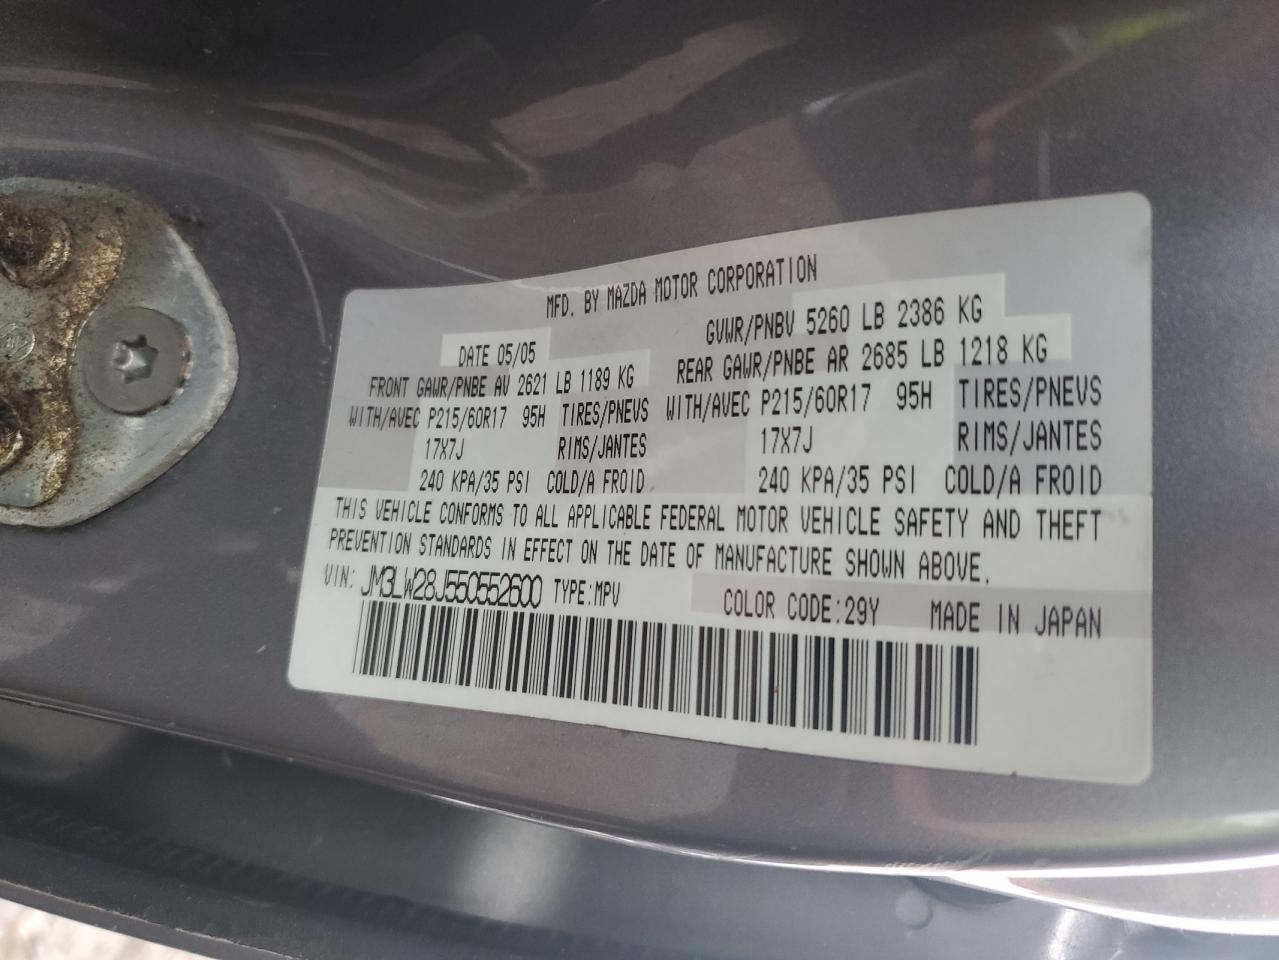 MFD. BY MAZDA MOTOR CORPORATION
DATE 05/05
GVWR/PNBV 5260 LB 2386 KG
FRONT GAWR/PNBE AV 2621 LB 1189 KG
REAR GAWR/PNBE AR 2685 LB 1218 KG
WITH/AVEC P215/60R17 95H TIRES/PNEUS WITH/AVEC P215/60R17 95H TIRES/PNEUS
17X7J RIMS/JANTES 17X7J RIMS/JANTES
240 KPA/35 PSI COLD/A FROID 240 KPA/35 PSI COLD/A FROID
THIS VEHICLE CONFORMS TO ALL APPLICABLE FEDERAL MOTOR VEHICLE SAFETY AND THEFT
PREVENTION STANDARDS IN EFFECT ON THE DATE OF MANUFACTURE SHOWN ABOVE.
VIN: JM3LW28J550552600 TYPE:MPV COLOR CODE:29Y MADE IN JAPAN